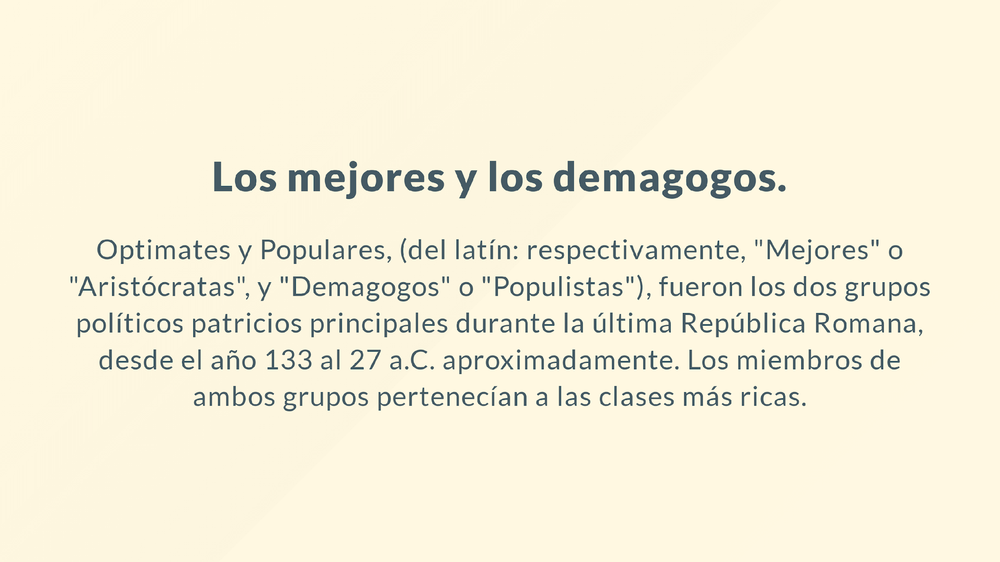 Los mejores y los demagogos.
Optimates y Populares, (del latín: respectivamente, "Mejores" o
"Aristócratas", y "Demagogos" o "Populistas"), fueron los dos grupos
políticos patricios principales durante la última República Romana,
desde el año 133 al 27 a.C. aproximadamente. Los miembros de
ambos grupos pertenecían a las clases más ricas.